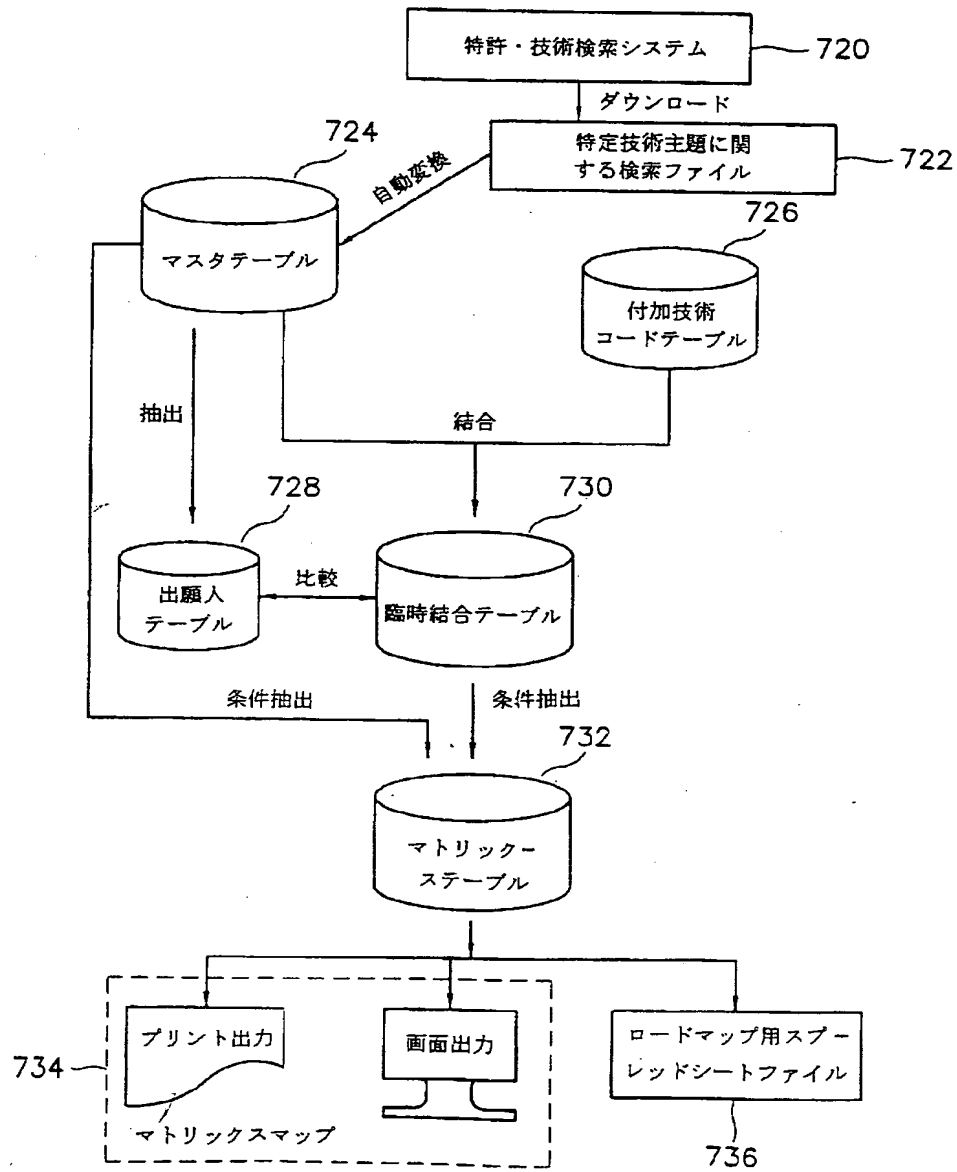 特許・技術検索システム
720
ダウンロード
特定技術主題に関
する検索ファイル
722
724
自動変換
マスタテーブル
726
付加技術
コードテーブル
抽出
結合
728
730
出願人
テーブル
比較
臨時結合テーブル
条件抽出
条件抽出
732
マトリックー
ステーブル
734
プリント出力
マトリックスマップ
画面出力
ロードマップ用スプー
レッドシートファイル
736